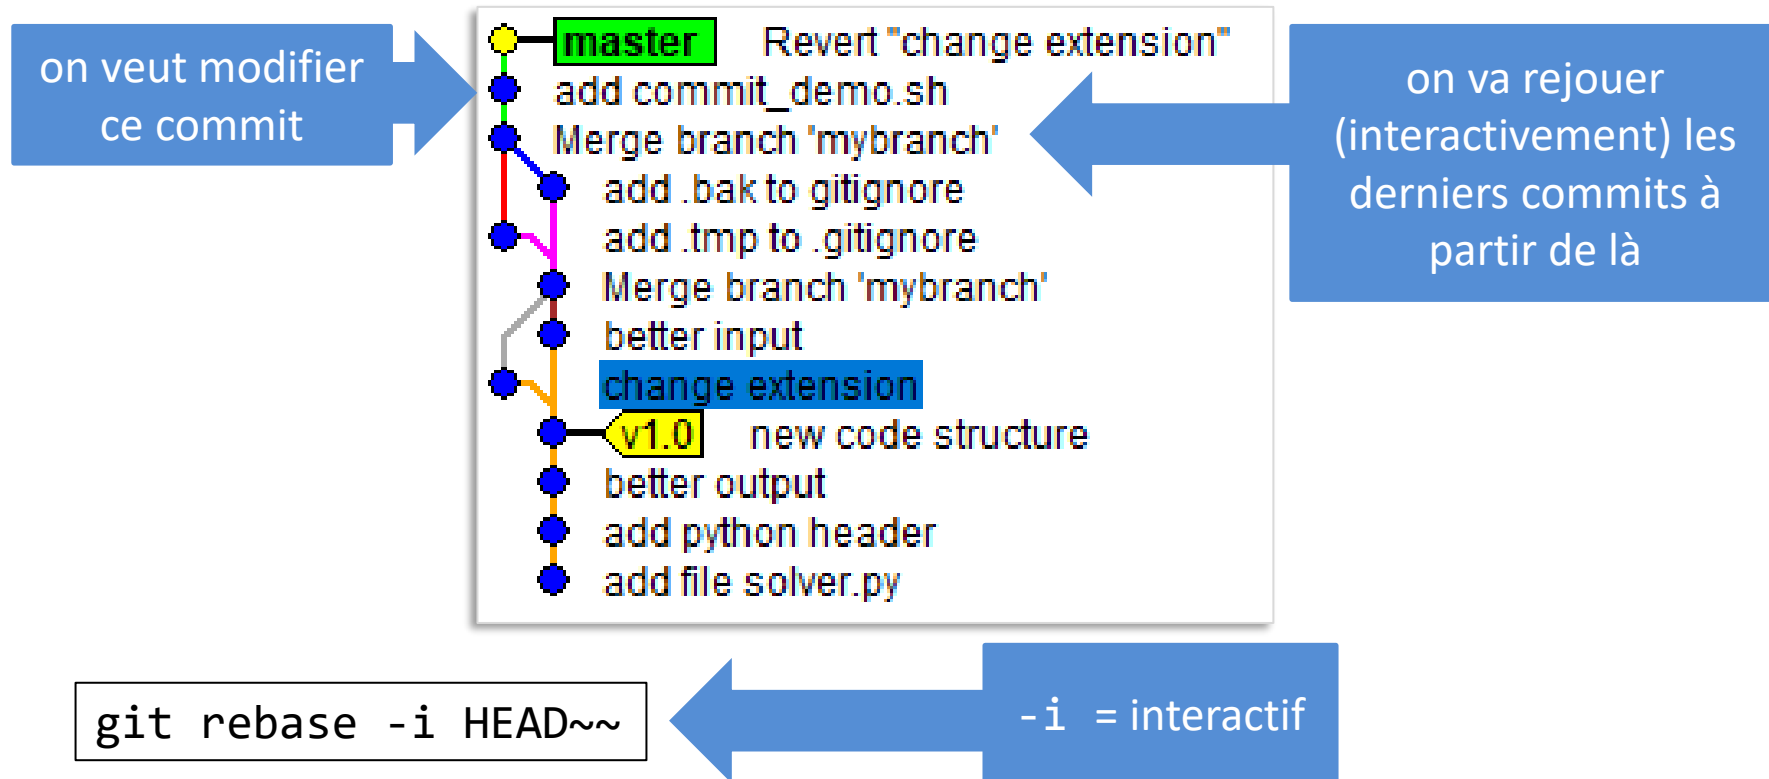 on veut modifier
ce commit
master Revert "change extension"
add commit_demo.sh
Merge branch 'mybranch'
add .bak to gitignore
add .tmp to .gitignore
Merge branch 'mybranch'
better input
change extension
v1.0 new code structure
better output
add python header
add file solver.py
on va rejouer
(interactivement) les
derniers commits à
partir de là
git rebase -i HEAD~~
-i = interactif